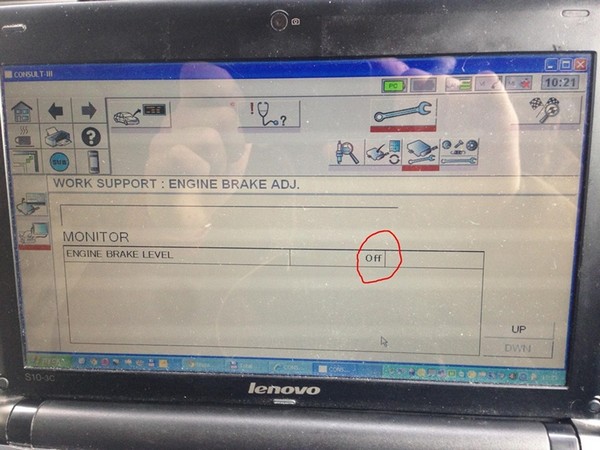 CONSULT-III
10:21
!
?
?
SUB
WORK SUPPORT : ENGINE BRAKE ADJ.
MONITOR
ENGINE BRAKE LEVEL Off
UP
DWN
S10-3c
lenovo